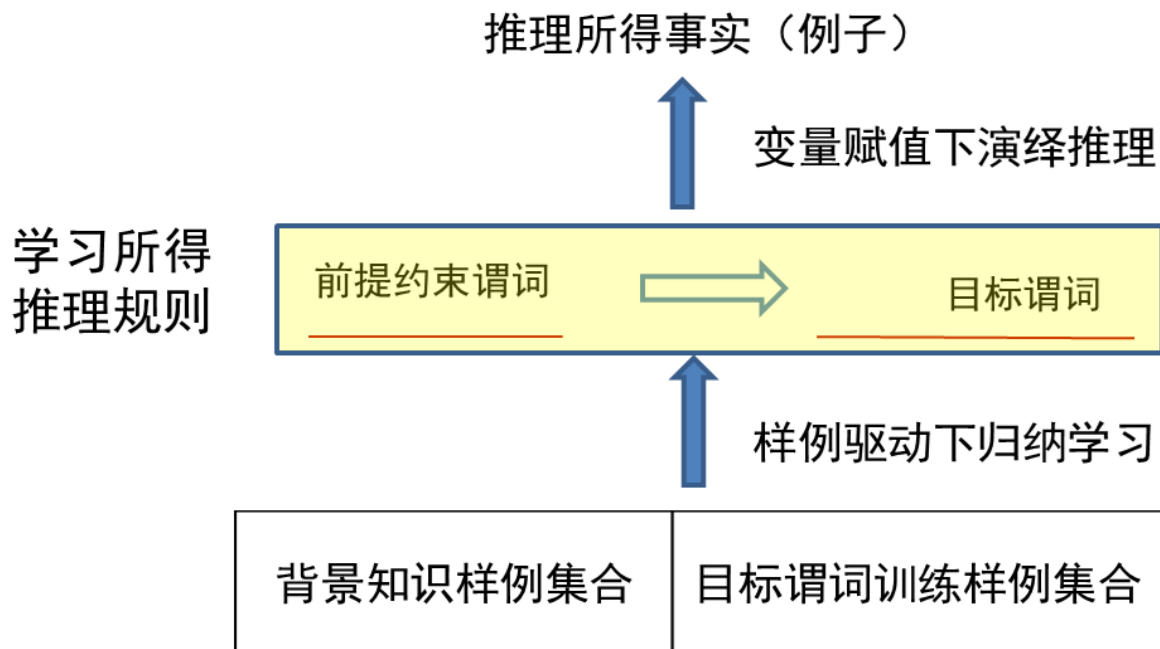 推理所得事实（例子）
变量赋值下演绎推理
学习所得
推理规则
前提约束谓词
目标谓词
样例驱动下归纳学习
背景知识样例集合
目标谓词训练样例集合